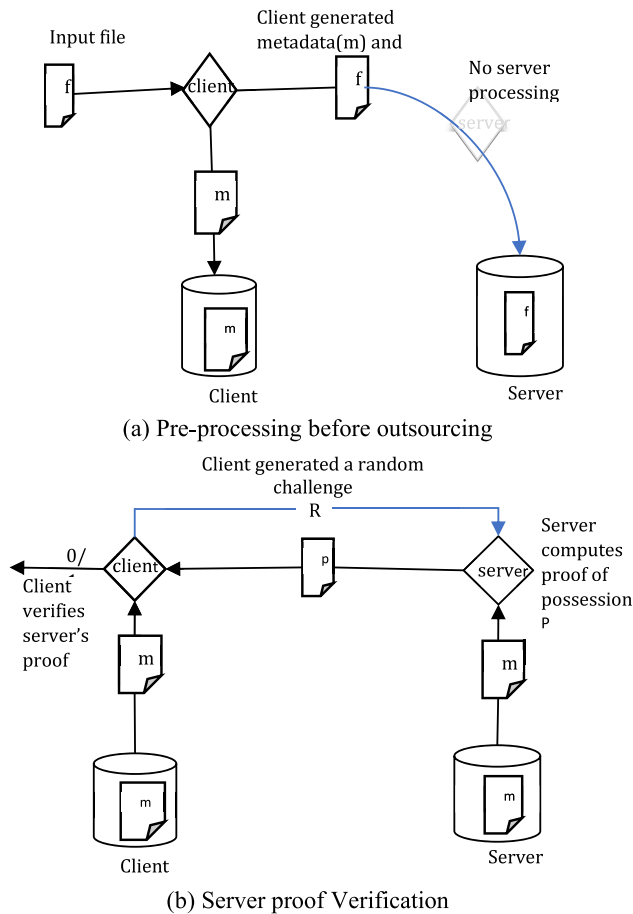 Input file
Client generated
metadata(m) and
f
client
f
No server
processing
server
m
m
f
Client
Server
(a) Pre-processing before outsourcing
Client generated a random
challenge
R
0/
client
p
server
Server
computes
proof of
possession
P
Client
verifies
server’s
proof
m
m
m
m
Client
Server
(b) Server proof Verification